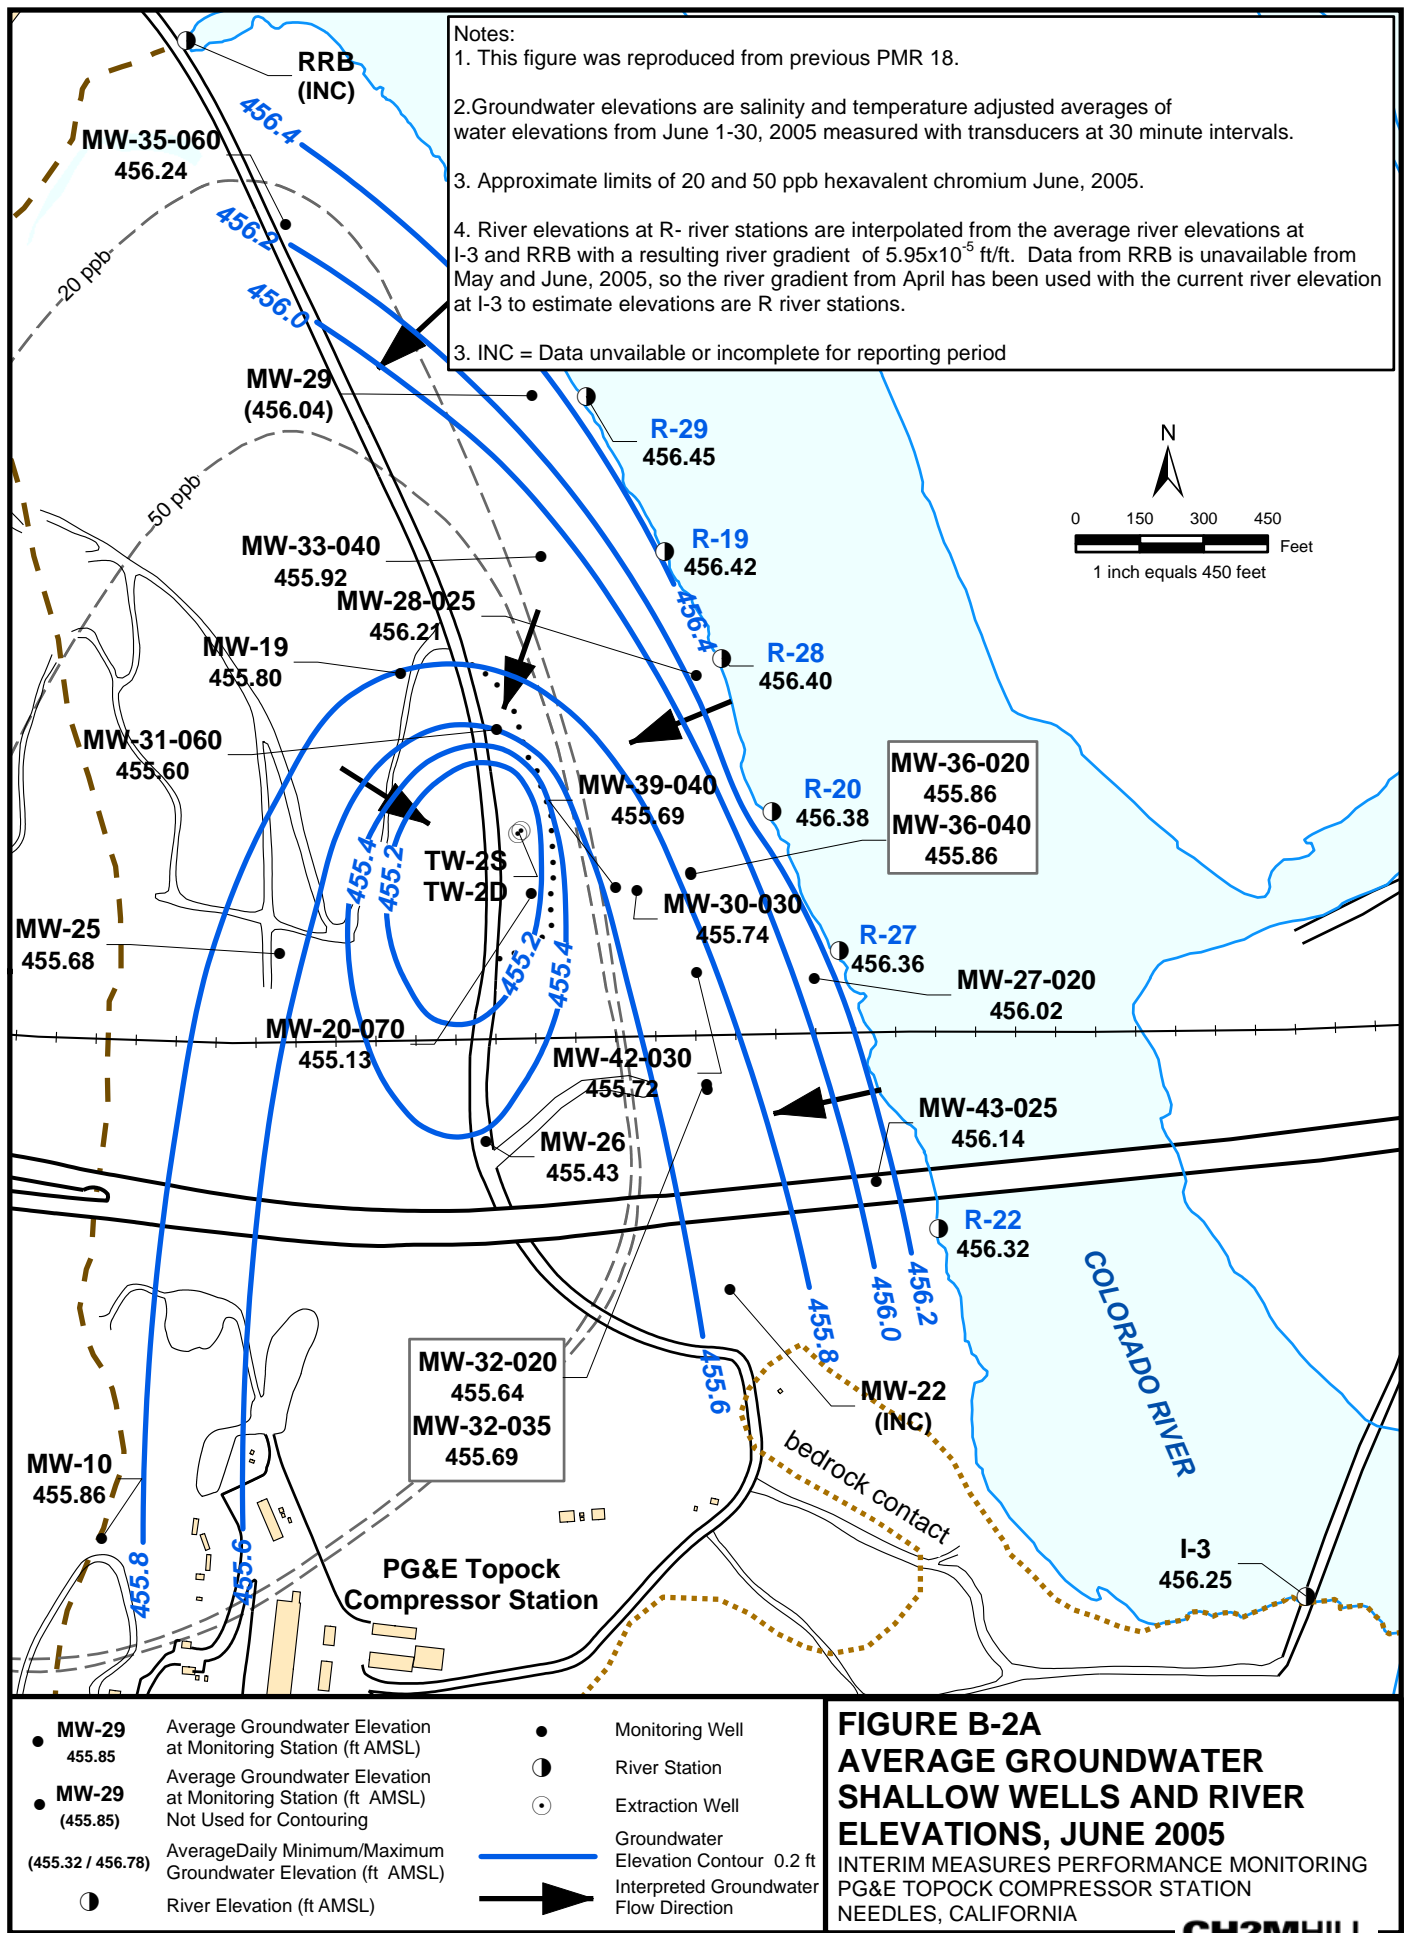 Notes:
1. This figure was reproduced from previous PMR 18.
2.Groundwater elevations are salinity and temperature adjusted averages of
water elevations from June 1-30, 2005 measured with transducers at 30 minute intervals.
3. Approximate limits of 20 and 50 ppb hexavalent chromium June, 2005.
4. River elevations at R- river stations are interpolated from the average river elevations at
I-3 and RRB with a resulting river gradient of 5.95x10⁻⁵ ft/ft. Data from RRB is unavailable from
May and June, 2005, so the river gradient from April has been used with the current river elevation
at I-3 to estimate elevations are R river stations.
3. INC = Data unvailable or incomplete for reporting period
RRB
(INC)
456.4
MW-35-060
456.24
456.2
20 ppb
456.0
MW-29
(456.04)
R-29
456.45
N
0 150 300 450
Feet
1 inch equals 450 feet
50 ppb
MW-33-040
455.92
R-19
456.42
MW-28-025
456.21
456.4
MW-19
455.80
R-28
456.40
MW-31-060
455.60
MW-39-040
455.69
R-20
456.38
MW-36-020
455.86
MW-36-040
455.86
455.4
455.2
TW-2S
TW-2D
MW-30-030
455.74
MW-25
455.68
R-27
456.36
455.2
455.4
MW-27-020
456.02
MW-20-070
455.13
MW-42-030
455.72
MW-43-025
456.14
MW-26
455.43
R-22
456.32
COLORADO RIVER
456.2
456.0
455.8
455.6
MW-32-020
455.64
MW-32-035
455.69
MW-22
(INC)
bedrock contact
MW-10
455.86
455.8
455.6
PG&E Topock
Compressor Station
I-3
456.25
MW-29
455.85
Average Groundwater Elevation
at Monitoring Station (ft AMSL)
MW-29
(455.85)
Average Groundwater Elevation
at Monitoring Station (ft AMSL)
Not Used for Contouring
(455.32 / 456.78)
AverageDaily Minimum/Maximum
Groundwater Elevation (ft AMSL)
River Elevation (ft AMSL)
Monitoring Well
River Station
Extraction Well
Groundwater
Elevation Contour 0.2 ft
Interpreted Groundwater
Flow Direction
FIGURE B-2A
AVERAGE GROUNDWATER
SHALLOW WELLS AND RIVER
ELEVATIONS, JUNE 2005
INTERIM MEASURES PERFORMANCE MONITORING
PG&E TOPOCK COMPRESSOR STATION
NEEDLES, CALIFORNIA
CH2MHILL